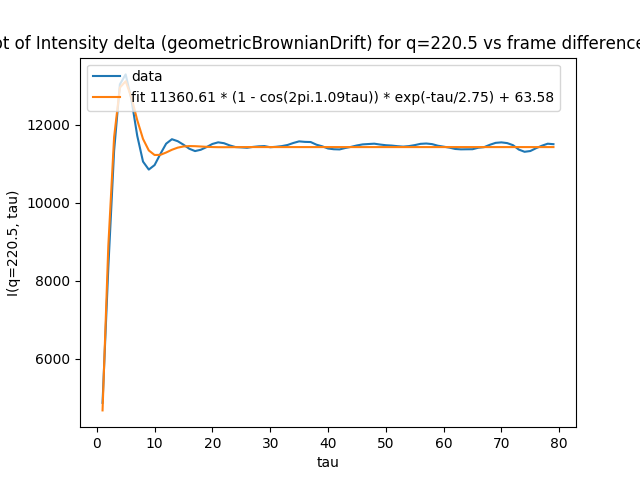 ot of Intensity delta (geometricBrownianDrift) for q=220.5 vs frame difference
data
fit 11360.61 * (1 - cos(2pi.1.09tau)) * exp(-tau/2.75) + 63.58
I(q=220.5, tau)
12000
10000
8000
6000
0 10 20 30 40 50 60 70 80
tau